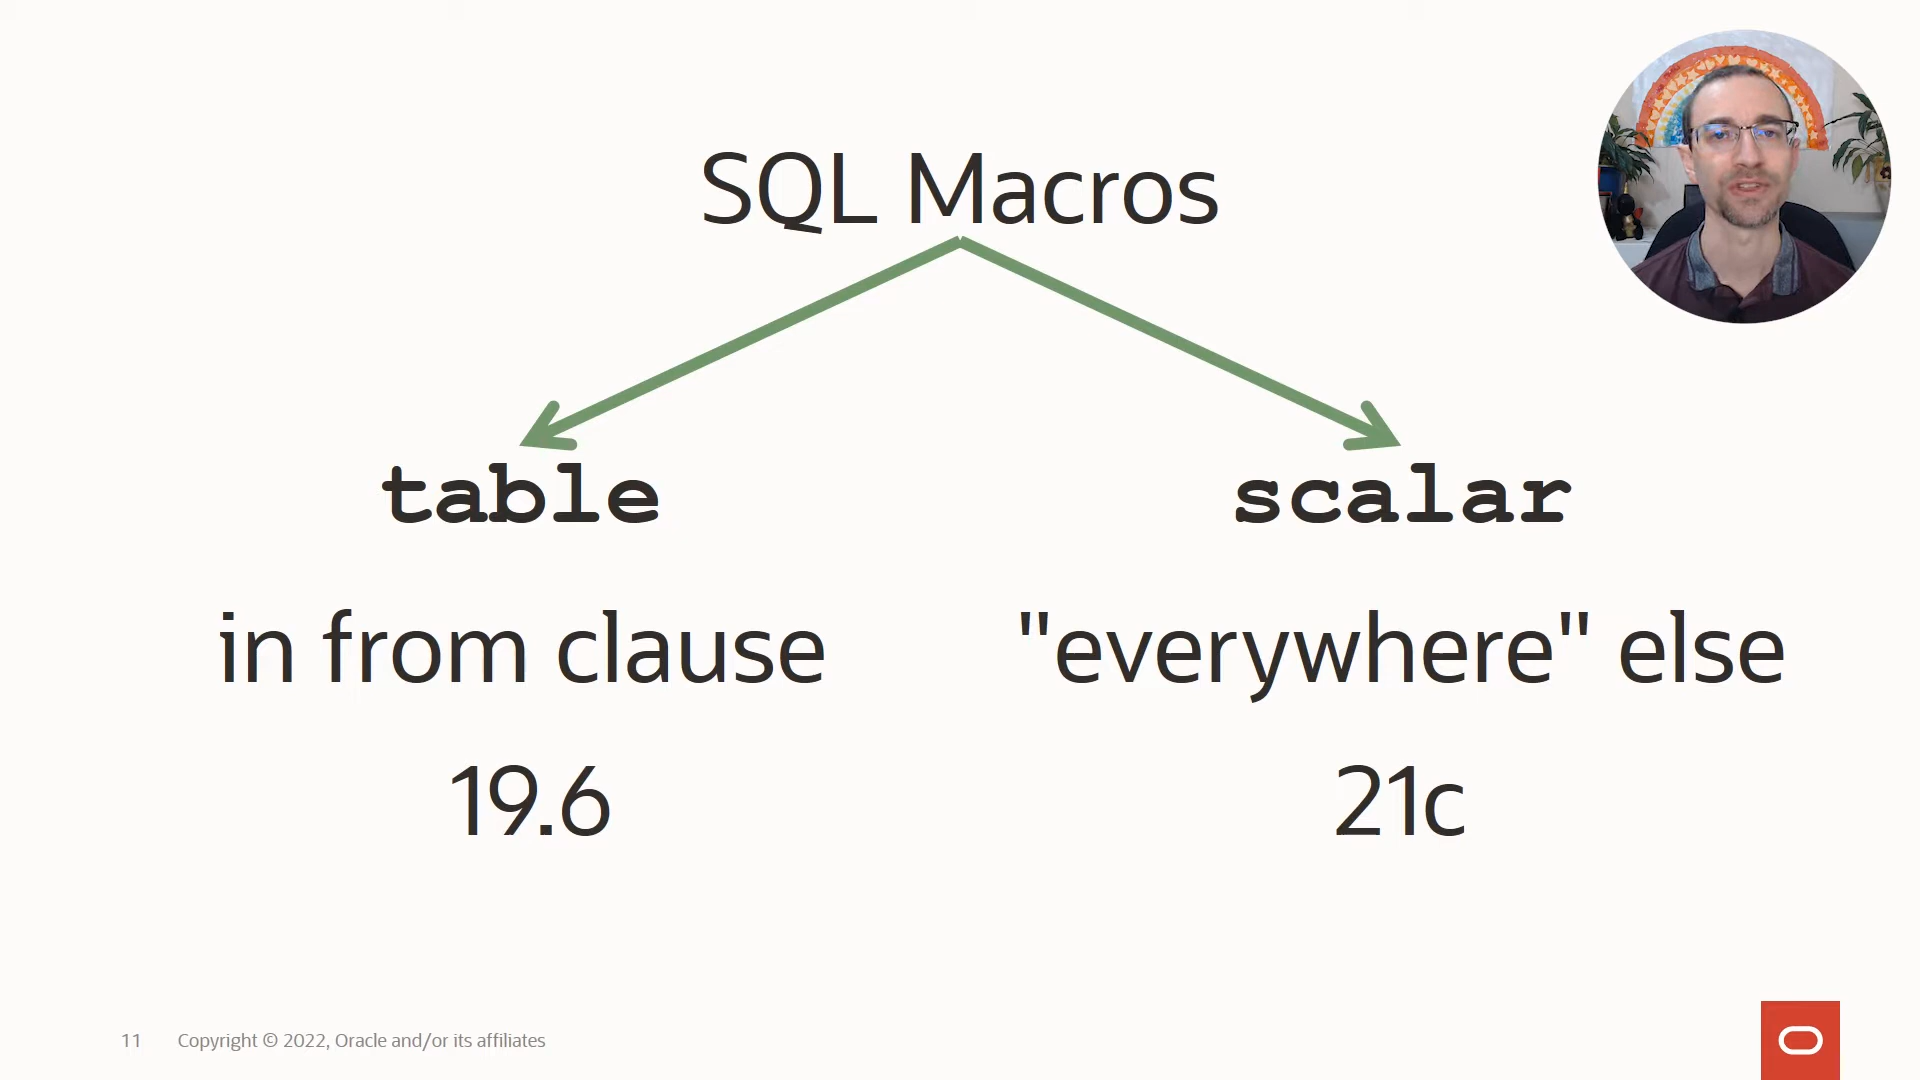 SQL Macros
table
scalar
in from clause
"everywhere" else
19.6
21c
11 Copyright © 2022, Oracle and/or its affiliates